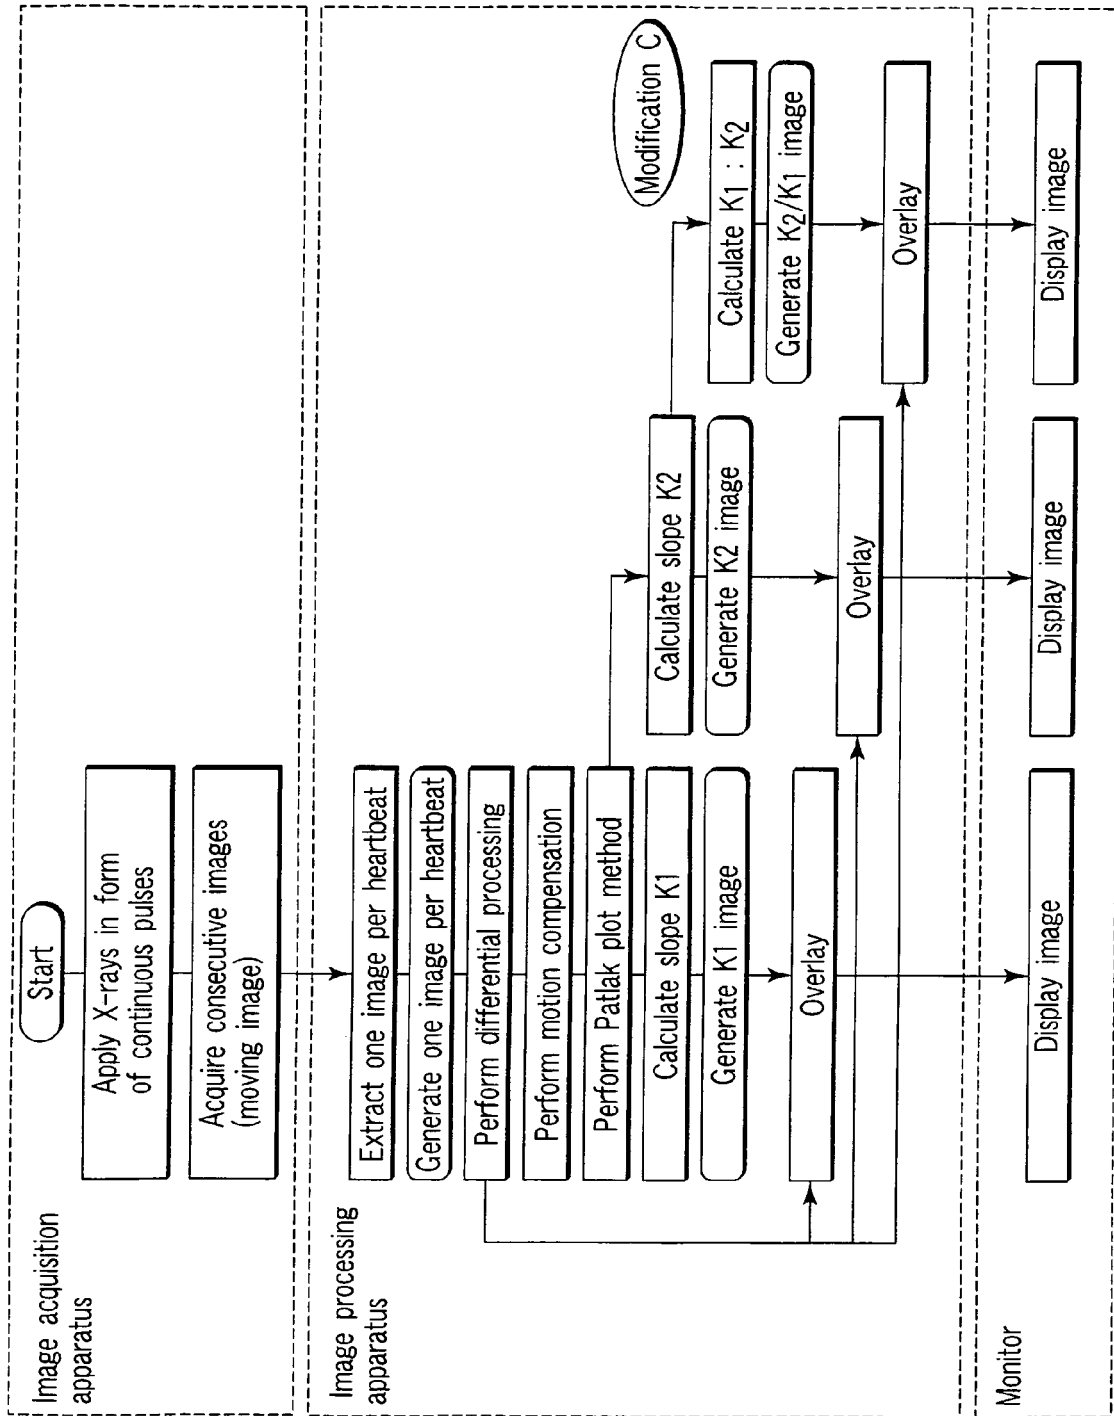 Image acquisition
apparatus
Start
Apply X-rays in form
of continuous pulses
Acquire consecutive images
(moving image)
Image processing
apparatus
Extract one image per heartbeat
Generate one image per heartbeat
Perform differential processing
Perform motion compensation
Perform Patlak plot method
Calculate slope K1
Generate K1 image
Overlay
Calculate slope K2
Generate K2 image
Overlay
Modification C
Calculate K1 : K2
Generate K2/K1 image
Overlay
Monitor
Display image
Display image
Display image